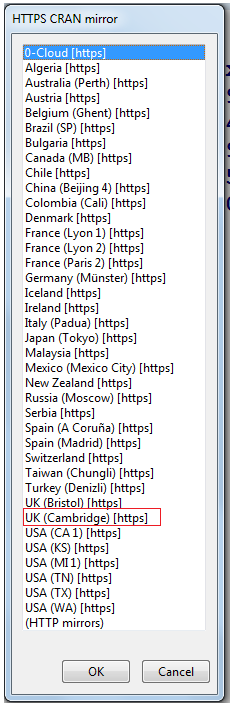 HTTPS CRAN mirror
0-Cloud [https]
Algeria [https]
Australia (Perth) [https]
Austria [https]
Belgium (Ghent) [https]
Brazil (SP) [https]
Bulgaria [https]
Canada (MB) [https]
Chile [https]
China (Beijing 4) [https]
Colombia (Cali) [https]
Denmark [https]
France (Lyon 1) [https]
France (Lyon 2) [https]
France (Paris 2) [https]
Germany (Münster) [https]
Iceland [https]
Ireland [https]
Italy (Padua) [https]
Japan (Tokyo) [https]
Malaysia [https]
Mexico (Mexico City) [https]
New Zealand [https]
Russia (Moscow) [https]
Serbia [https]
Spain (A Coruña) [https]
Spain (Madrid) [https]
Switzerland [https]
Taiwan (Chungli) [https]
Turkey (Denizli) [https]
UK (Bristol) [https]
UK (Cambridge) [https]
USA (CA 1) [https]
USA (KS) [https]
USA (MI 1) [https]
USA (TN) [https]
USA (TX) [https]
USA (WA) [https]
(HTTP mirrors)
OK Cancel